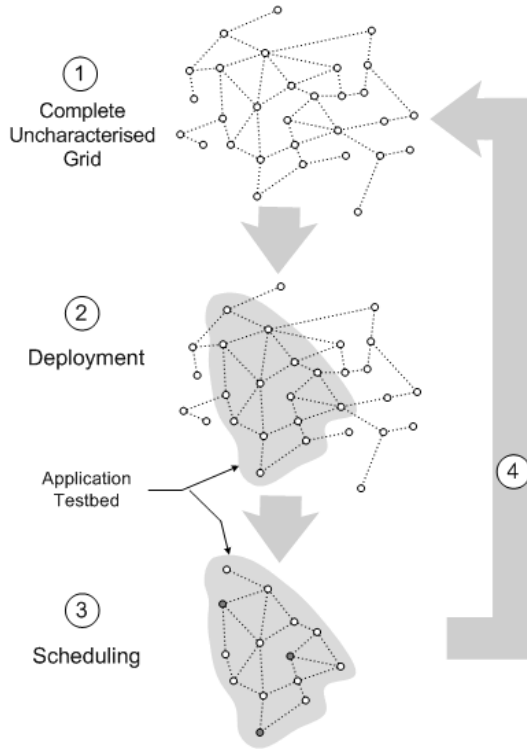 1
Complete
Uncharacterised
Grid
2
Deployment
Application
Testbed
4
3
Scheduling